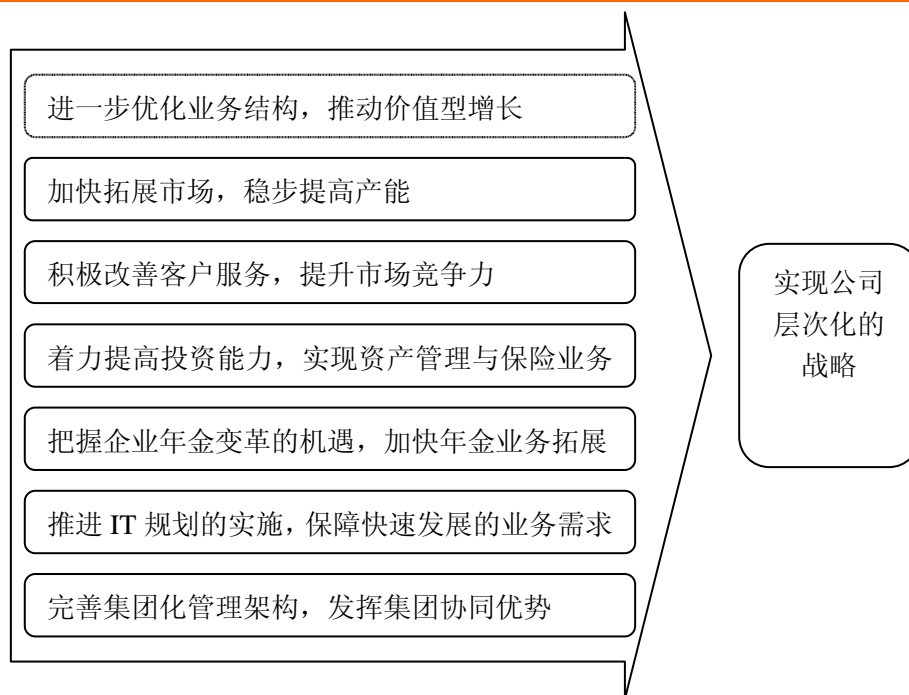 进一步优化业务结构，推动价值型增长
加快拓展市场，稳步提高产能
积极改善客户服务，提升市场竞争力
着力提高投资能力，实现资产管理与保险业务
把握企业年金变革的机遇，加快年金业务拓展
推进 IT 规划的实施，保障快速发展的业务需求
完善集团化管理架构，发挥集团协同优势
实现公司
层次化的
战略